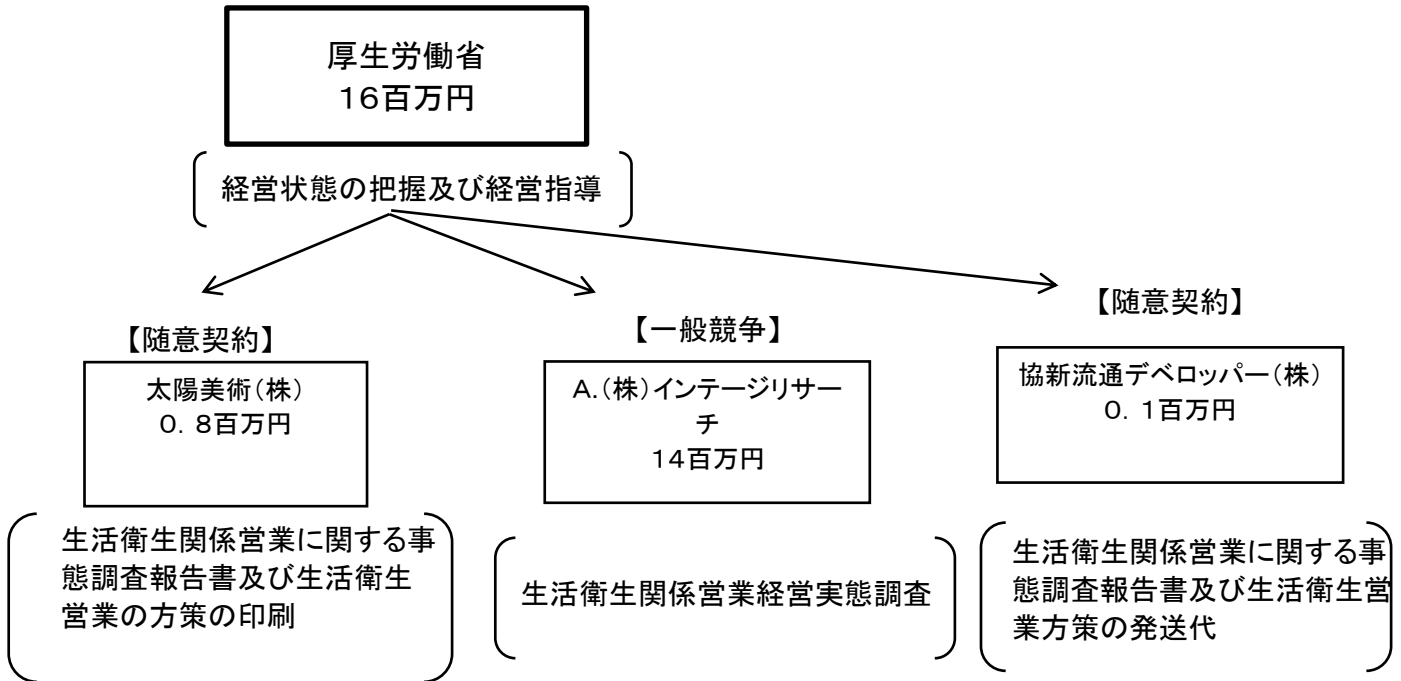 厚生労働省
16百万円
経営状態の把握及び経営指導
【随意契約】
太陽美術(株)
0.8百万円
生活衛生関係営業に関する事
態調査報告書及び生活衛生
営業の方策の印刷
【一般競争】
A.(株)インテージリサー
チ
14百万円
生活衛生関係営業経営実態調査
【随意契約】
協新流通デベロッパー(株)
0.1百万円
生活衛生関係営業に関する事
態調査報告書及び生活衛生営
業方策の発送代